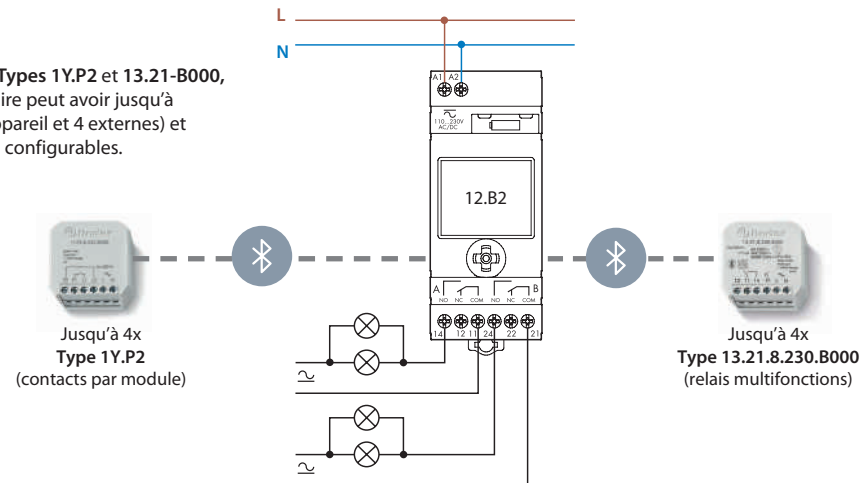 L
N
Types 1Y.P2 et 13.21-B000,
ire peut avoir jusqu'à
ppareil et 4 externes) et
configurables.
A1 A2
110...230V
AC/DC
12.B2
A B
NO NC COM NO NC COM
14 12 11 24 22 21
Jusqu'à 4x
Type 1Y.P2
(contacts par module)
Jusqu'à 4x
Type 13.21.8.230.B000
(relais multifonctions)